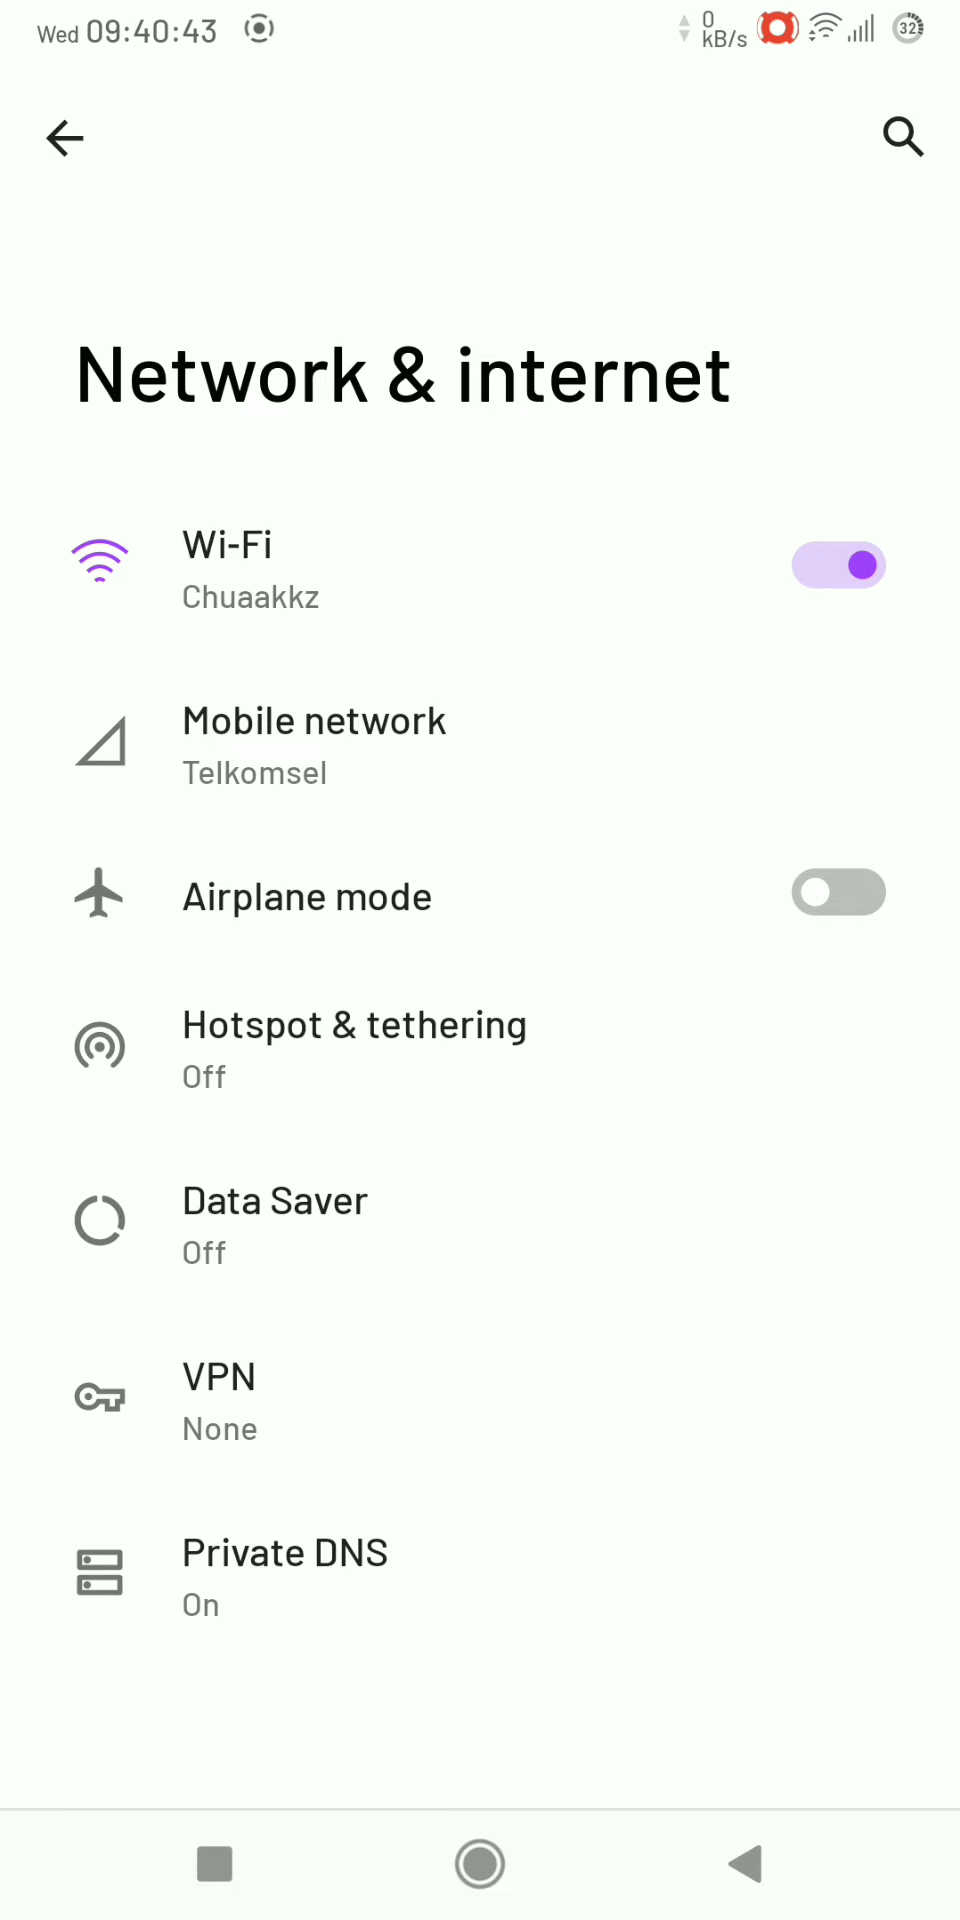 Wed 09:40:43
0
kB/s
32
Network & internet
Wi-Fi
Chuaakkz
Mobile network
Telkomsel
Airplane mode
Hotspot & tethering
Off
Data Saver
Off
VPN
None
Private DNS
On